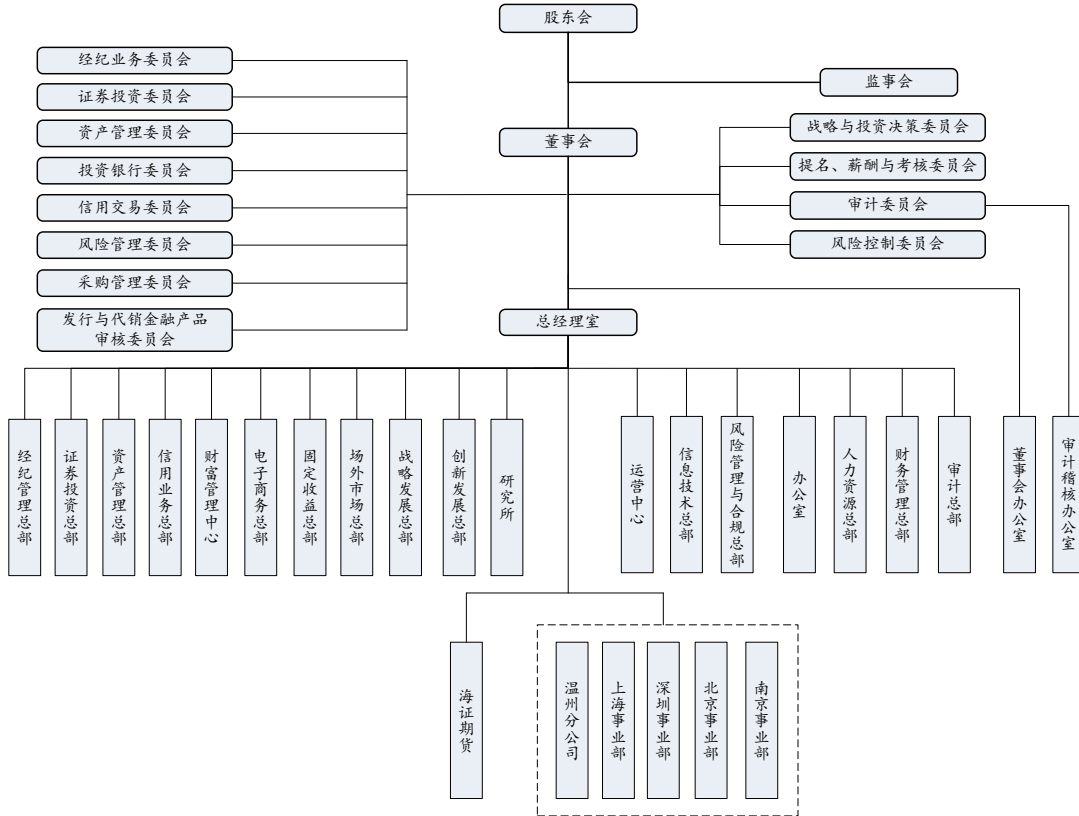 股东会
经纪业务委员会
证券投资委员会
资产管理委员会
投资银行委员会
信用交易委员会
风险管理委员会
采购管理委员会
发行与代销金融产品
审核委员会
监事会
董事会
战略与投资决策委员会
提名、薪酬与考核委员会
审计委员会
风险控制委员会
总经理室
经纪管理总部
证券投资总部
资产管理总部
信用业务总部
财富管理中心
电子商务总部
固定收益总部
场外市场总部
战略发展总部
创新发展总部
研究所
运营中心
信息技术总部
风险管理与合规总部
办公室
人力资源总部
财务管理总部
审计总部
董事会办公室
审计稽核办公室
海证期货
温州分公司
上海事业部
深圳事业部
北京事业部
南京事业部